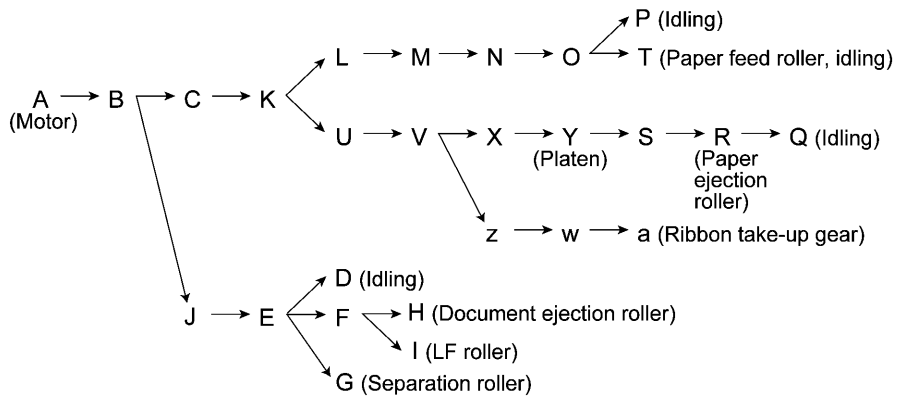 P (Idling)
L M N O T (Paper feed roller, idling)
A B C K
(Motor)
U V X Y S R Q (Idling)
(Platen) (Paper
ejection
roller)
z w a (Ribbon take-up gear)
D (Idling)
J E F H (Document ejection roller)
I (LF roller)
G (Separation roller)